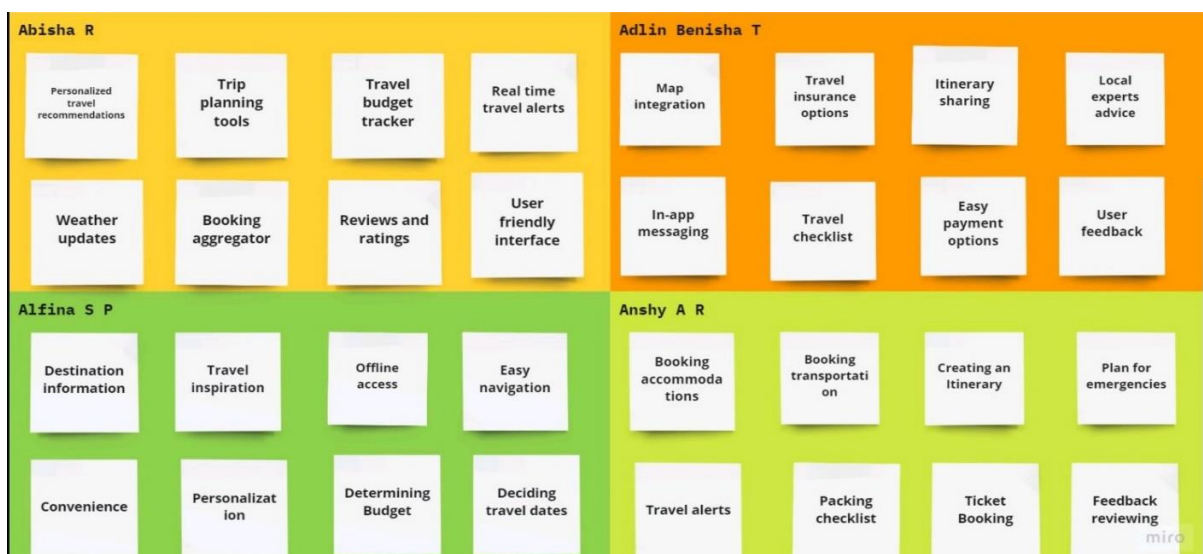 Abisha R
Personalized
travel
recommendations
Trip
planning
tools
Travel
budget
tracker
Real time
travel alerts
Weather
updates
Booking
aggregator
Reviews and
ratings
User
friendly
interface
Adlin Benisha T
Map
integration
Travel
insurance
options
Itinerary
sharing
Local
experts
advice
In-app
messaging
Travel
checklist
Easy
payment
options
User
feedback
Alfina S P
Destination
information
Travel
inspiration
Offline
access
Easy
navigation
Convenience
Personalizat
ion
Determining
Budget
Deciding
travel dates
Anshy A R
Booking
accommoda
tions
Booking
transportati
on
Creating an
Itinerary
Plan for
emergencies
Travel alerts
Packing
checklist
Ticket
Booking
Feedback
reviewing
miro